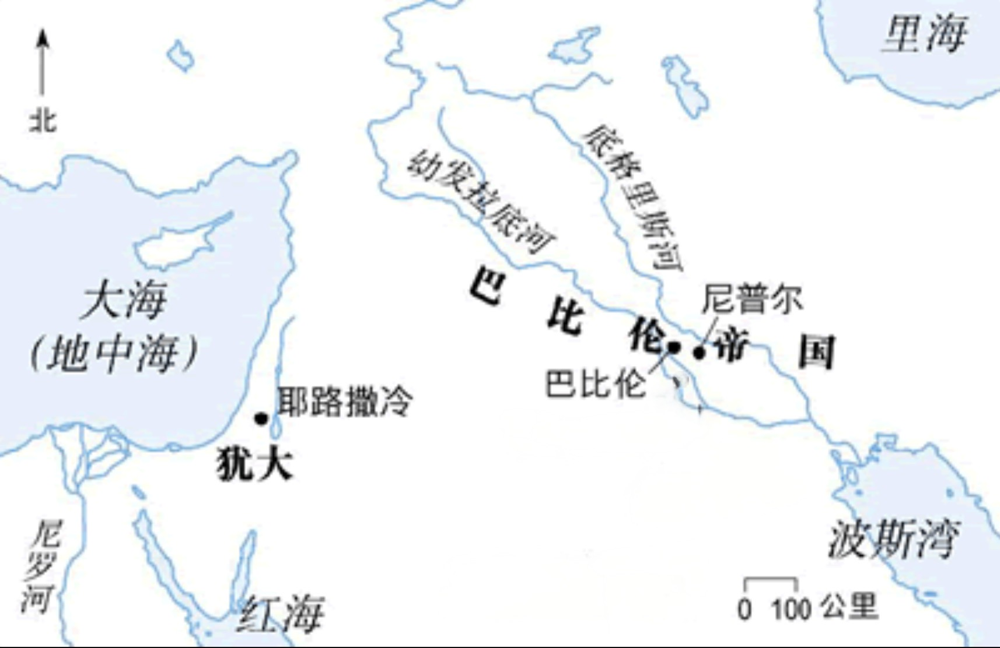 里海
北
底格里斯河
幼发拉底河
大海
（地中海）
巴比伦帝国
尼普尔
巴比伦
耶路撒冷
犹大
尼罗河
红海
波斯湾
0 100 公里